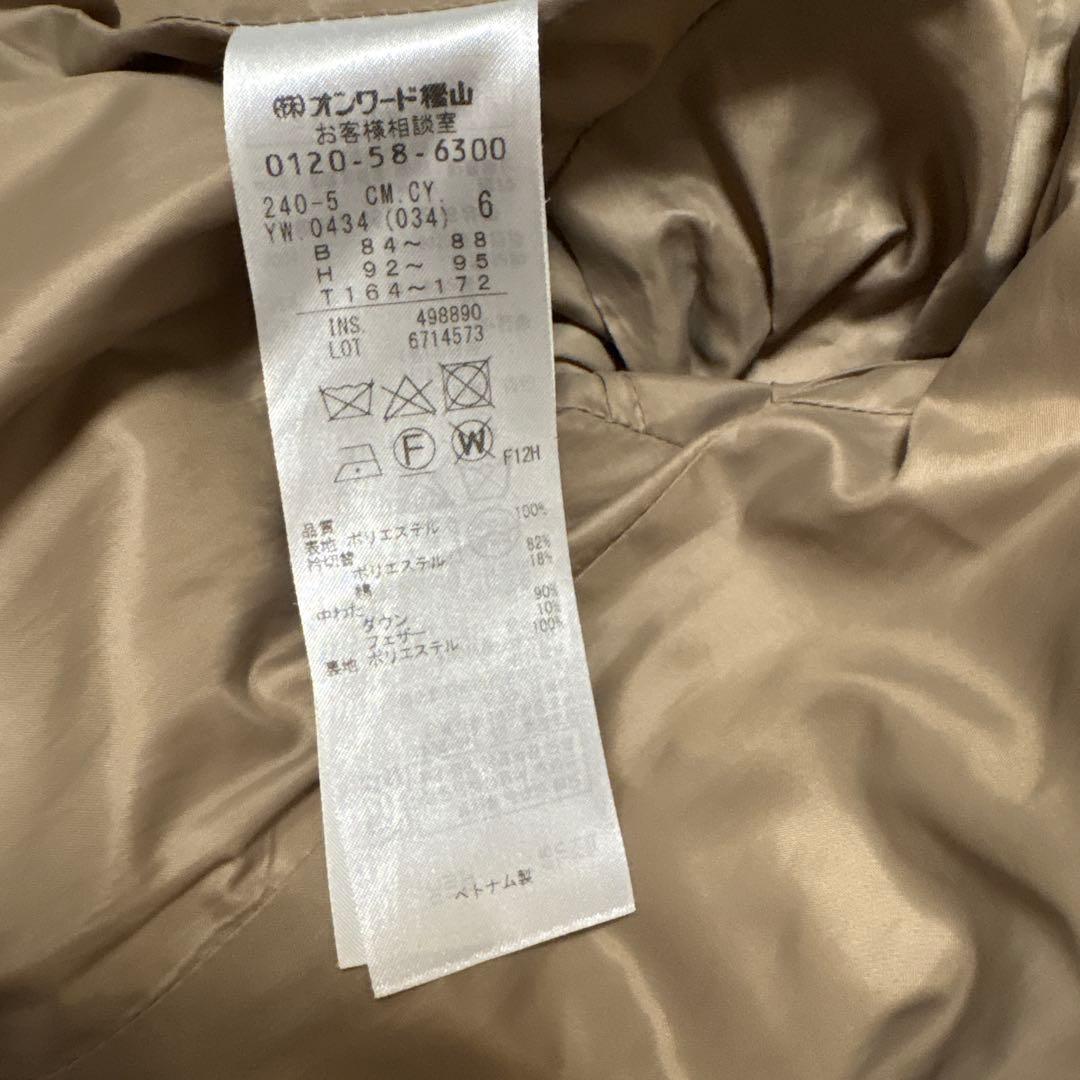 ㈱オンワード樫山
お客様相談室
0120-58-6300
240-5 CM.CY. 6
YW.0434 (034)
B 84～ 88
H 92～ 95
T 164～172
INS. 498890
LOT 6714573
F
W
F12H
品質
表地 ポリエステル 100%
衿切替
ポリエステル 82%
綿 18%
中わた
ダウン 90%
フェザー 10%
裏地 ポリエステル 100%
ベトナム製